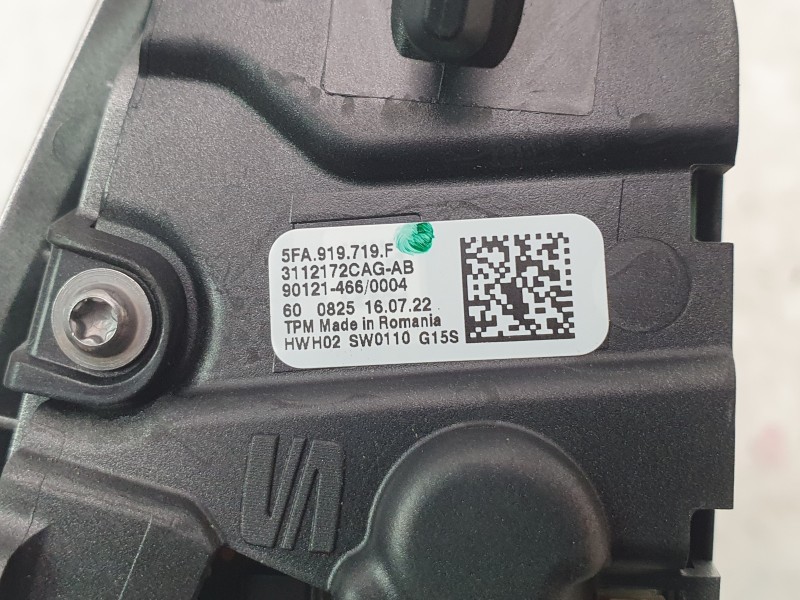 5FA.919.719.F
3112172CAG-AB
90121-466/0004
60 0825 16.07.22
TPM Made in Romania
HWH02 SW0110 G15S